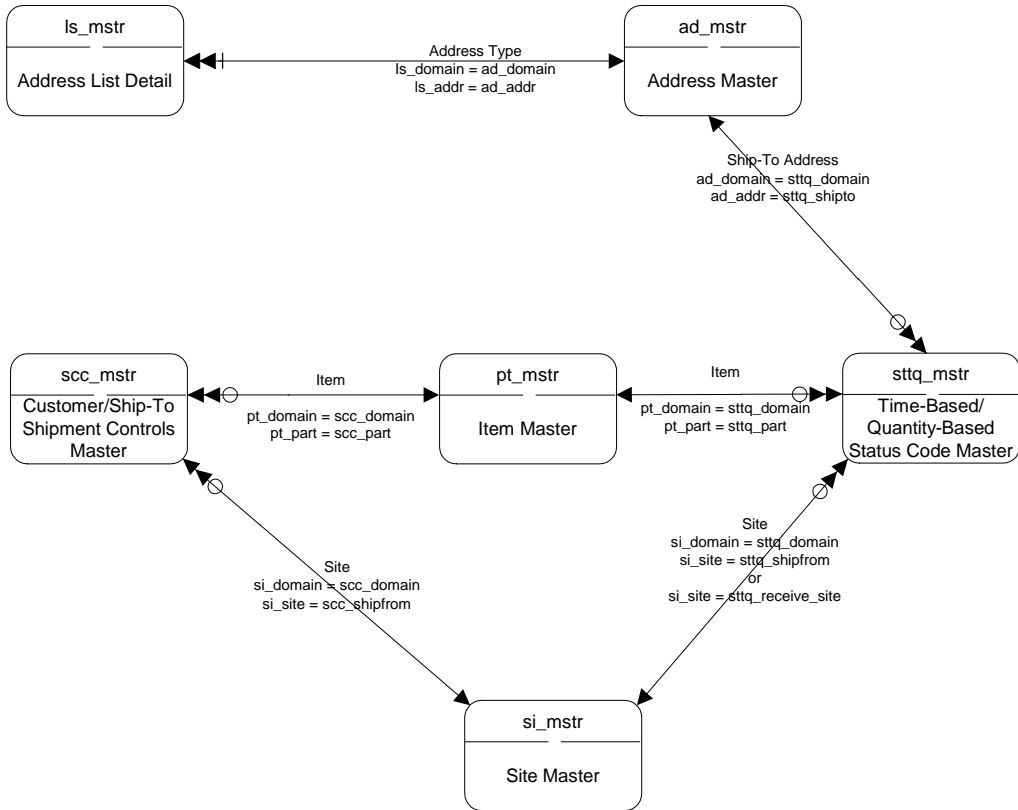 ls_mstr
Address List Detail
Address Type
ls_domain = ad_domain
ls_addr = ad_addr
ad_mstr
Address Master
Ship-To Address
ad_domain = sttq_domain
ad_addr = sttq_shipto
scc_mstr
Customer/Ship-To
Shipment Controls
Master
Item
pt_domain = scc_domain
pt_part = scc_part
pt_mstr
Item Master
Item
pt_domain = sttq_domain
pt_part = sttq_part
sttq_mstr
Time-Based/
Quantity-Based
Status Code Master
Site
si_domain = scc_domain
si_site = scc_shipfrom
Site
si_domain = sttq_domain
si_site = sttq_shipfrom
or
si_site = sttq_receive_site
si_mstr
Site Master